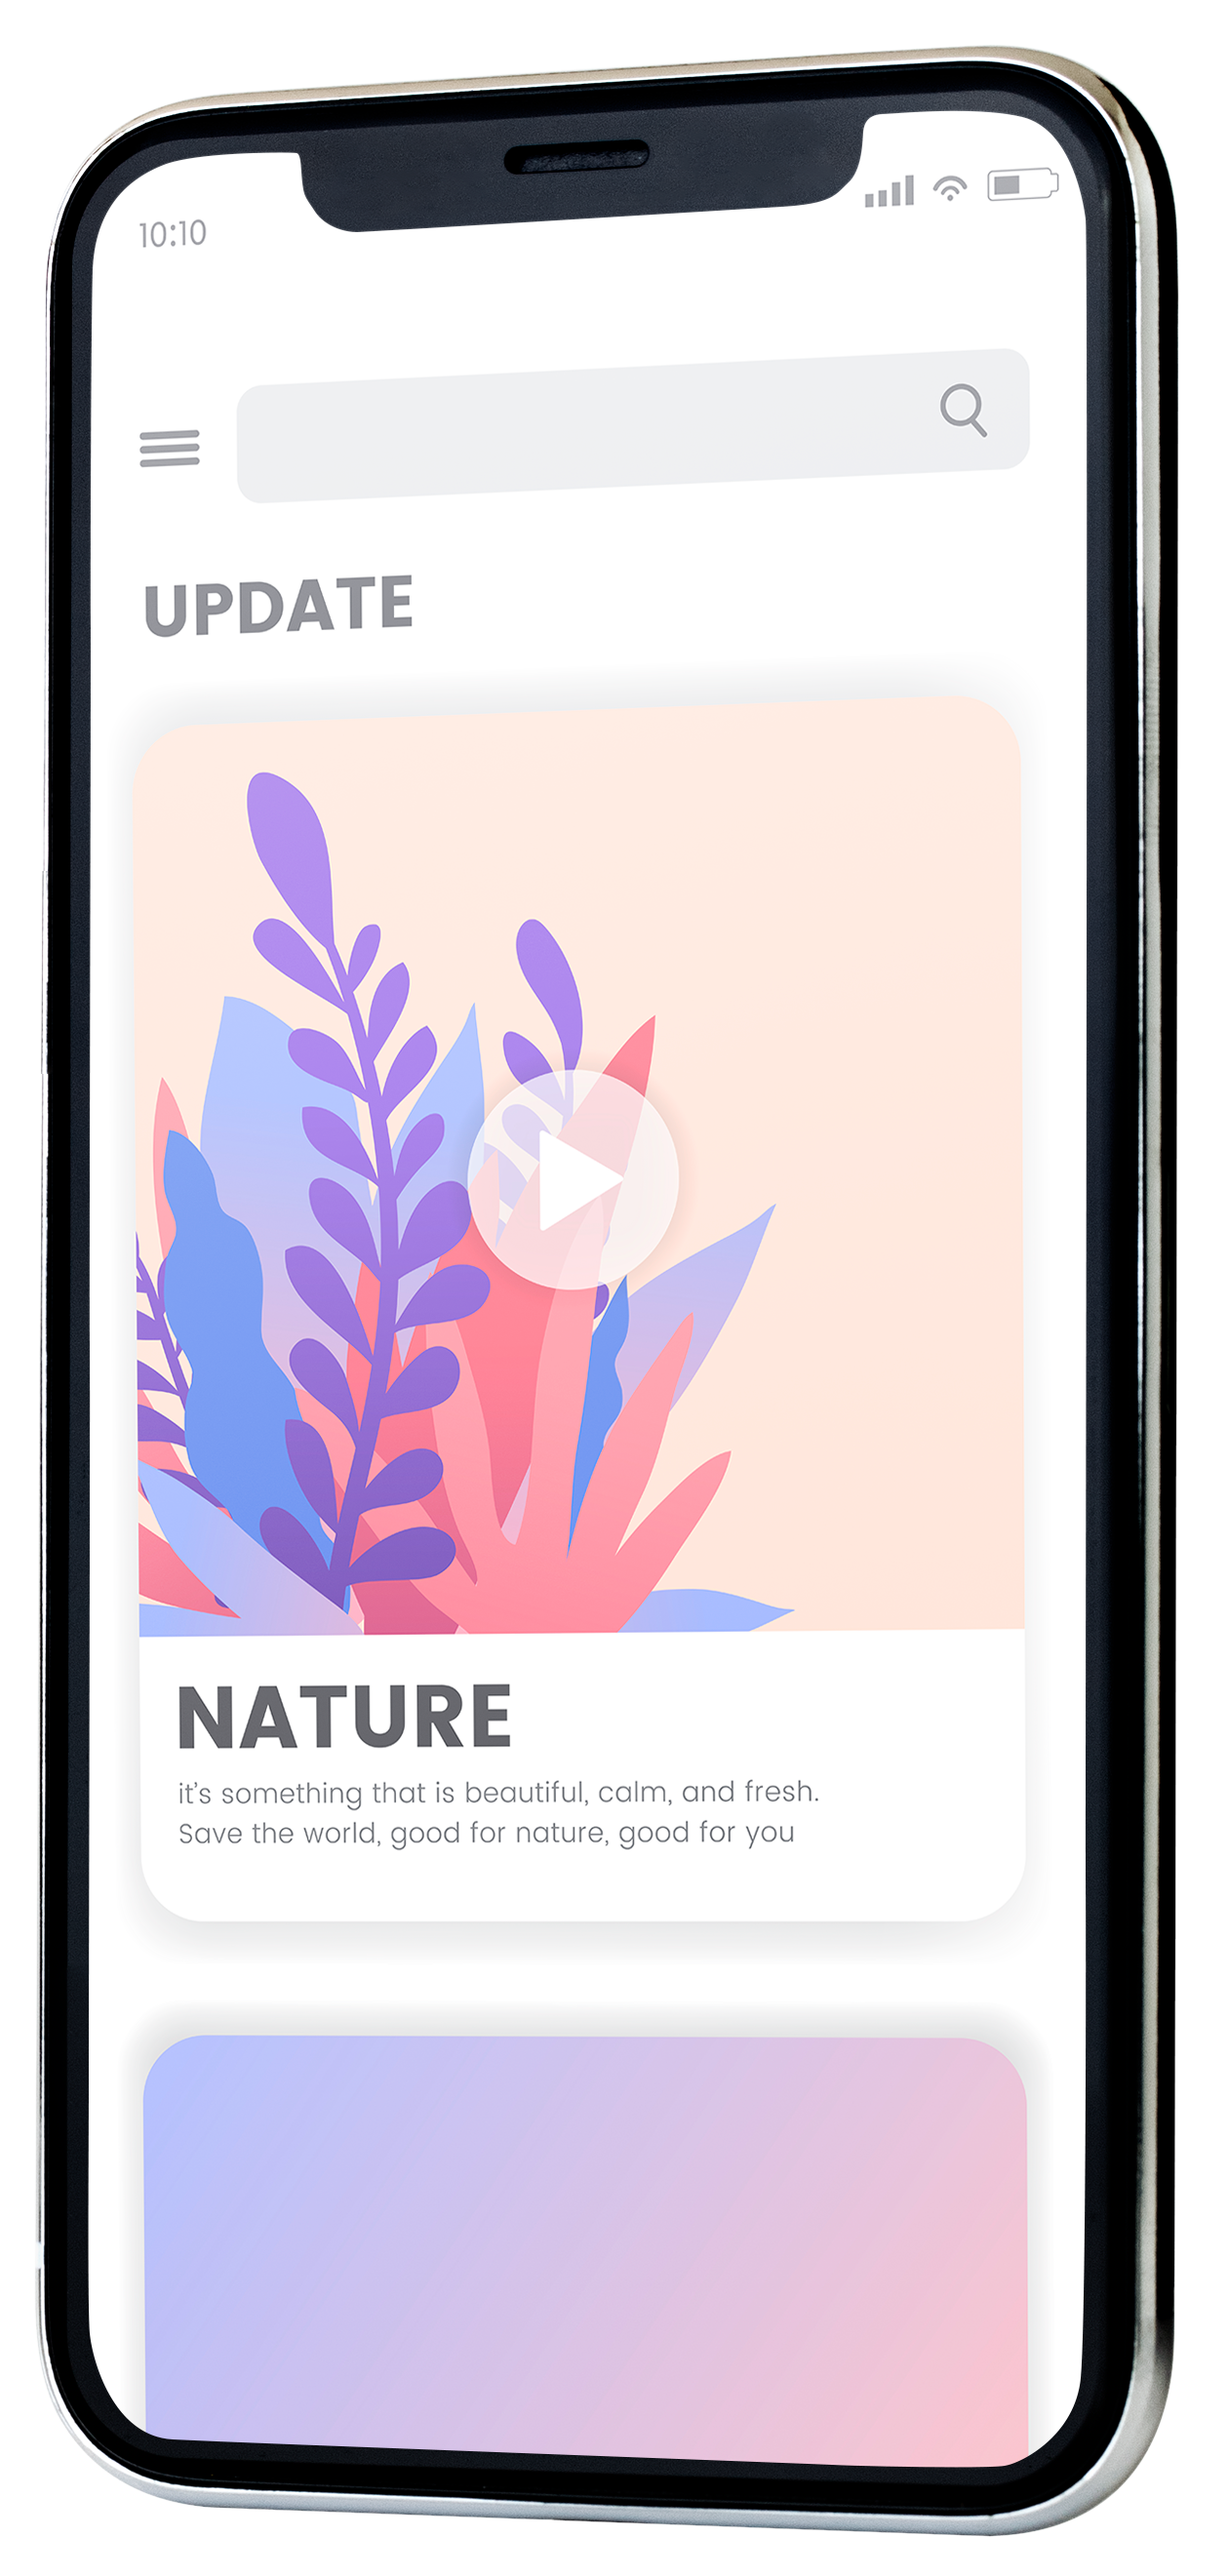 10:10
UPDATE
NATURE
it's something that is beautiful, calm, and fresh.
Save the world, good for nature, good for you